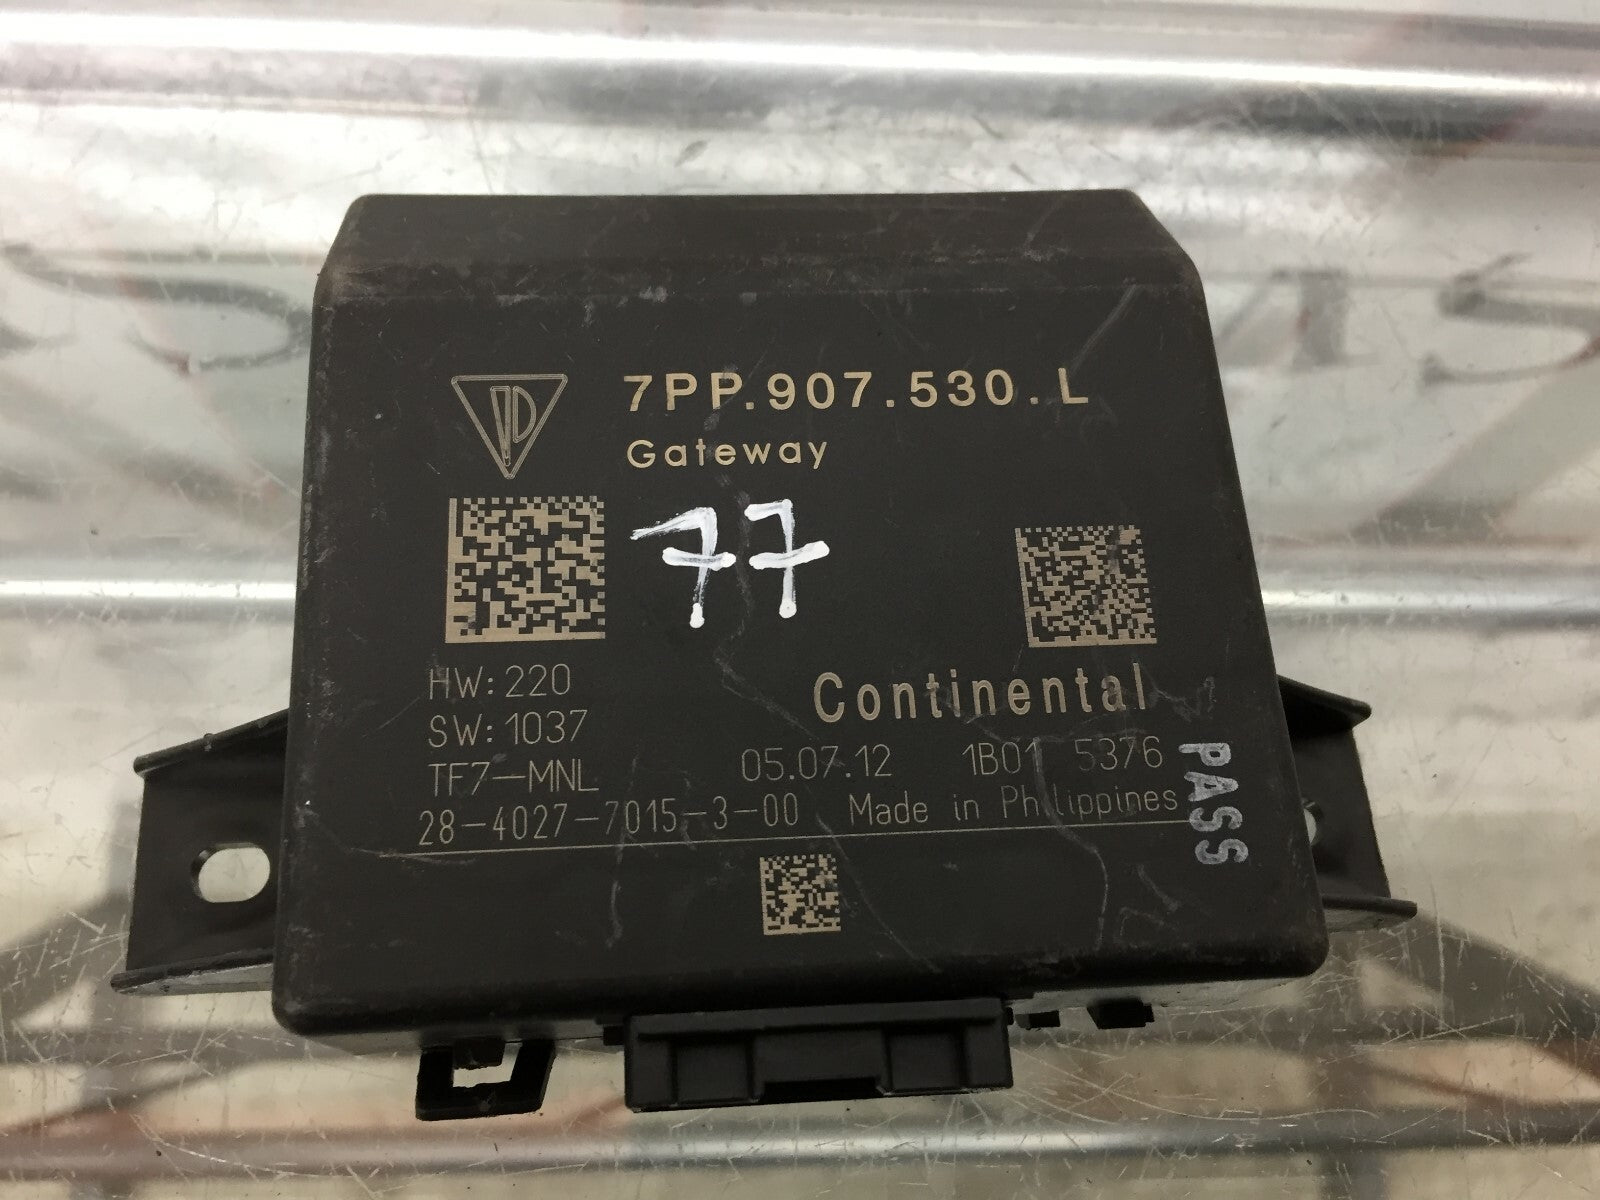 7PP.907.530.L
Gateway
77
HW: 220
SW: 1037
TF7-MNL
Continental
05.07.12 1B01 5376
28-4027-7015-3-00 Made in Philippines
PASS